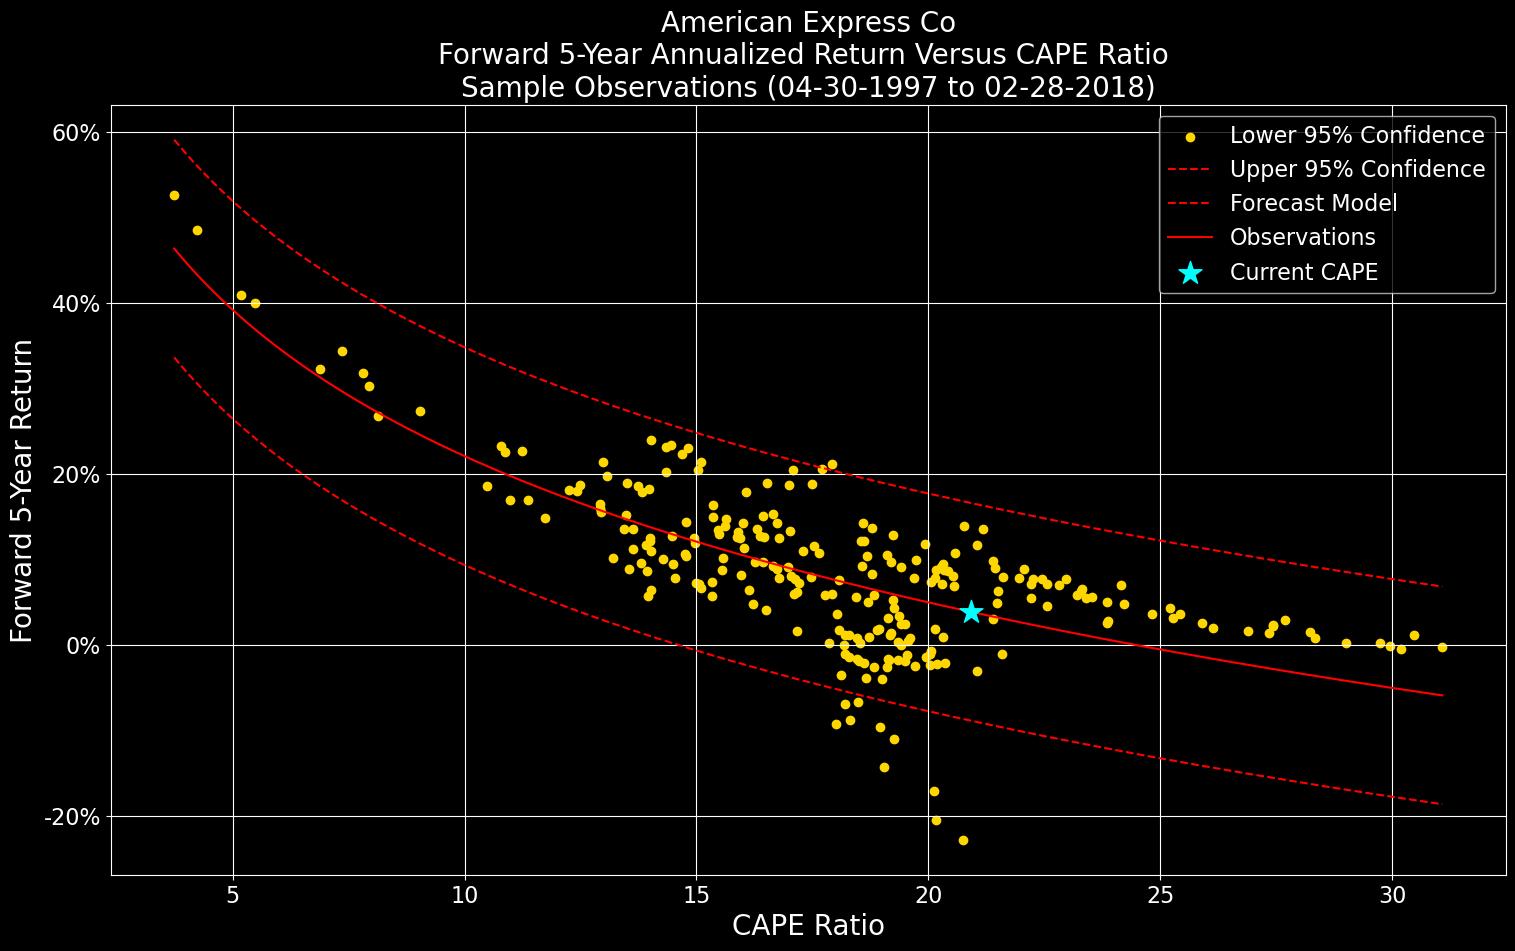 American Express Co
Forward 5-Year Annualized Return Versus CAPE Ratio
Sample Observations (04-30-1997 to 02-28-2018)
Lower 95% Confidence
Upper 95% Confidence
Forecast Model
Observations
Current CAPE
Forward 5-Year Return
60%
40%
20%
0%
-20%
5 10 15 20 25 30
CAPE Ratio